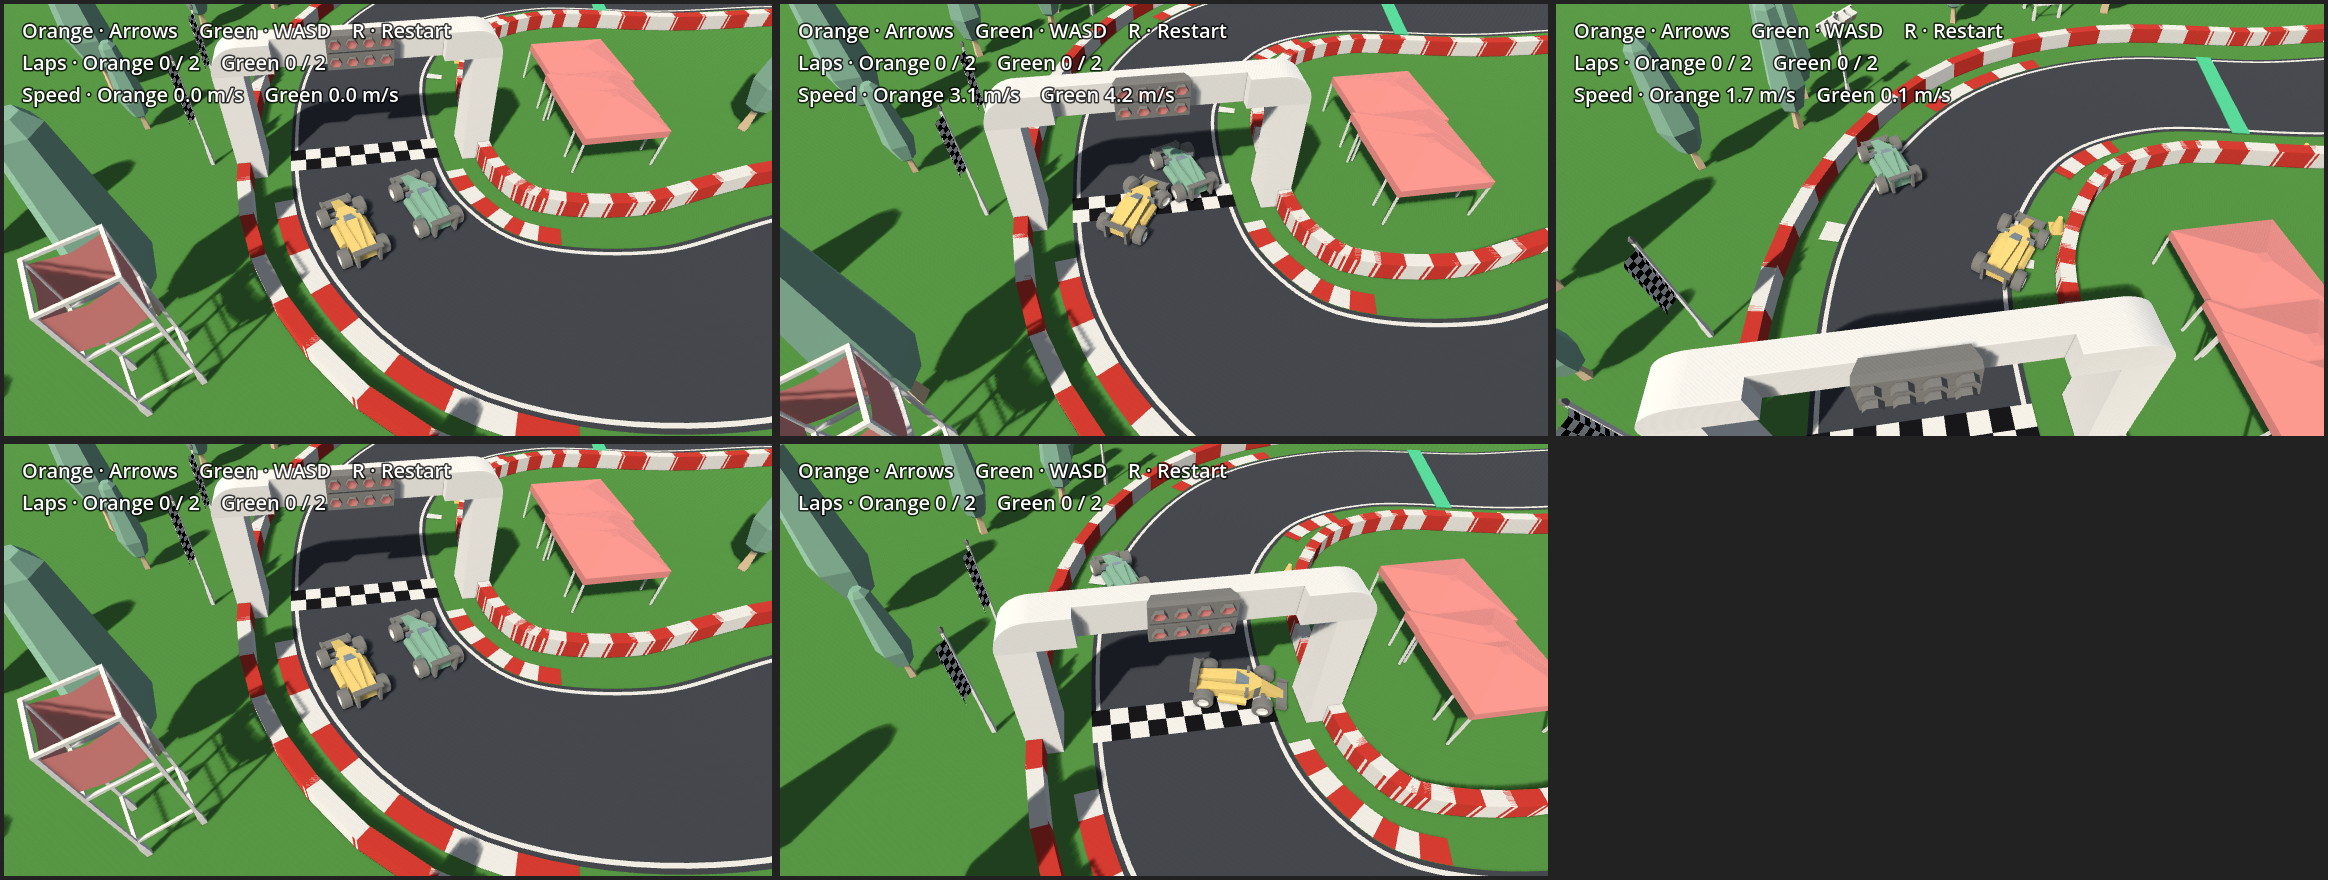 Orange · Arrows Green · WASD R · Restart
Laps · Orange 0 / 2 Green 0 / 2
Speed · Orange 0.0 m/s Green 0.0 m/s
Orange · Arrows Green · WASD R · Restart
Laps · Orange 0 / 2 Green 0 / 2
Speed · Orange 3.1 m/s Green 4.2 m/s
Orange · Arrows Green · WASD R · Restart
Laps · Orange 0 / 2 Green 0 / 2
Speed · Orange 1.7 m/s Green 0.1 m/s
Orange · Arrows Green · WASD R · Restart
Laps · Orange 0 / 2 Green 0 / 2
Orange · Arrows Green · WASD R · Restart
Laps · Orange 0 / 2 Green 0 / 2